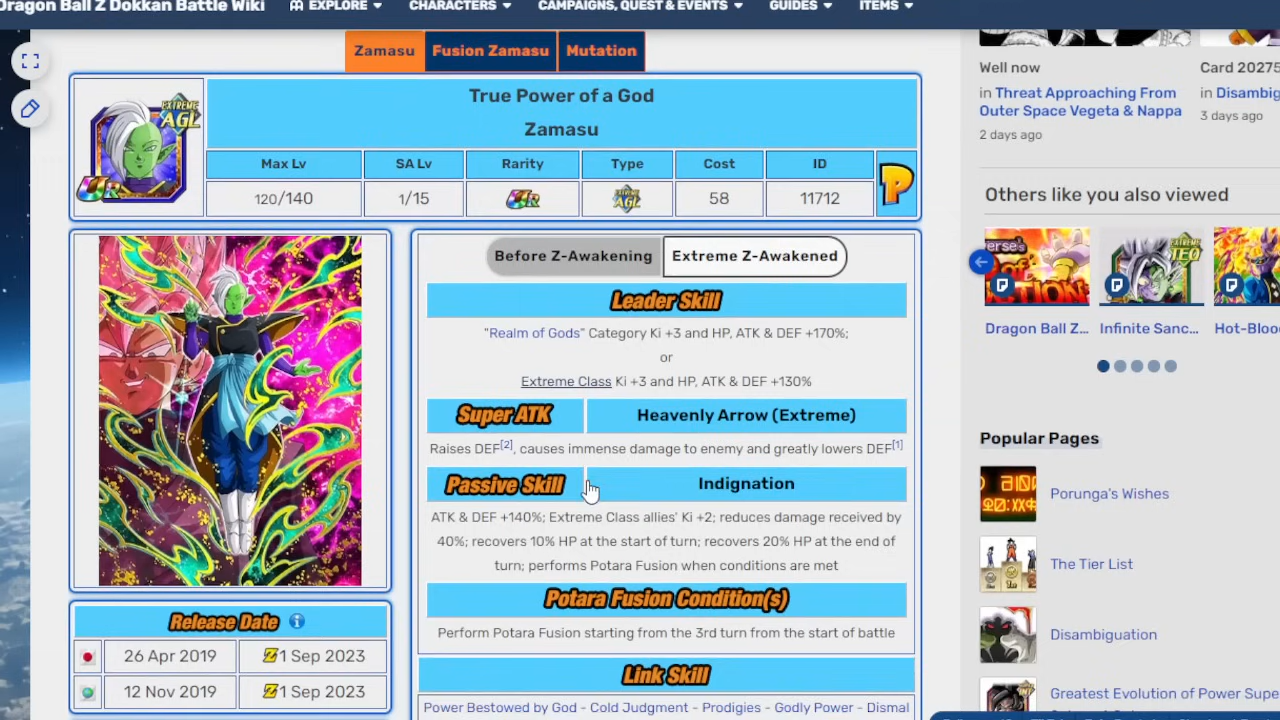 Dragon Ball Z Dokkan Battle Wiki
EXPLORE
CHARACTERS
CAMPAIGNS, QUEST & EVENTS
GUIDES
ITEMS
Zamasu
Fusion Zamasu
Mutation
True Power of a God
Zamasu
EXTREME
AGL
UR
Max Lv
SA Lv
Rarity
Type
Cost
ID
120/140
1/15
UR
EXTREME
AGL
58
11712
P
Before Z-Awakening
Extreme Z-Awakened
Leader Skill
"Realm of Gods" Category Ki +3 and HP, ATK & DEF +170%;
or
Extreme Class Ki +3 and HP, ATK & DEF +130%
Super ATK
Heavenly Arrow (Extreme)
Raises DEF[2], causes immense damage to enemy and greatly lowers DEF[1]
Passive Skill
Indignation
ATK & DEF +140%; Extreme Class allies' Ki +2; reduces damage received by
40%; recovers 10% HP at the start of turn; recovers 20% HP at the end of
turn; performs Potara Fusion when conditions are met
Potara Fusion Condition(s)
Perform Potara Fusion starting from the 3rd turn from the start of battle
Link Skill
Power Bestowed by God - Cold Judgment - Prodigies - Godly Power - Dismal
Release Date
26 Apr 2019
Z 1 Sep 2023
12 Nov 2019
Z 1 Sep 2023
Well now
in Threat Approaching From
Outer Space Vegeta & Nappa
2 days ago
Card 20275
in Disambig
3 days ago
Others like you also viewed
EXTREME
TEQ
Dragon Ball Z...
Infinite Sanc...
Hot-Bloo
Popular Pages
Porunga's Wishes
The Tier List
Disambiguation
Greatest Evolution of Power Supe